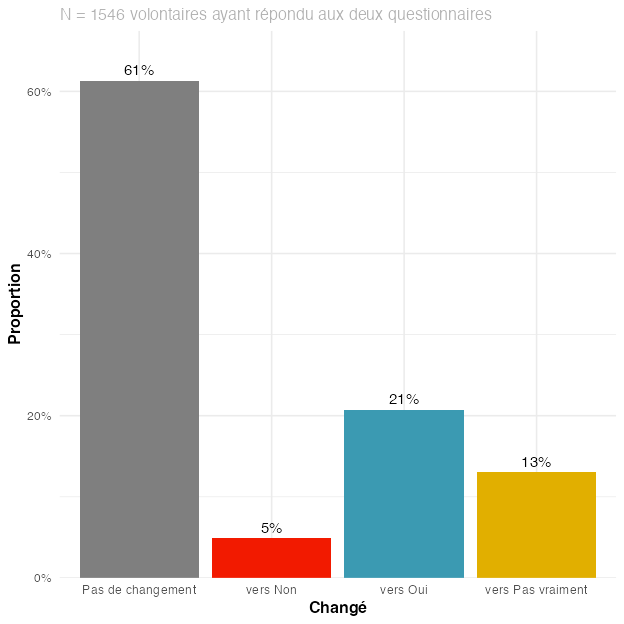 N = 1546 volontaires ayant répondu aux deux questionnaires
61%
60%
40%
21%
20%
13%
5%
0%
Proportion
Pas de changement
vers Non
vers Oui
vers Pas vraiment
Changé